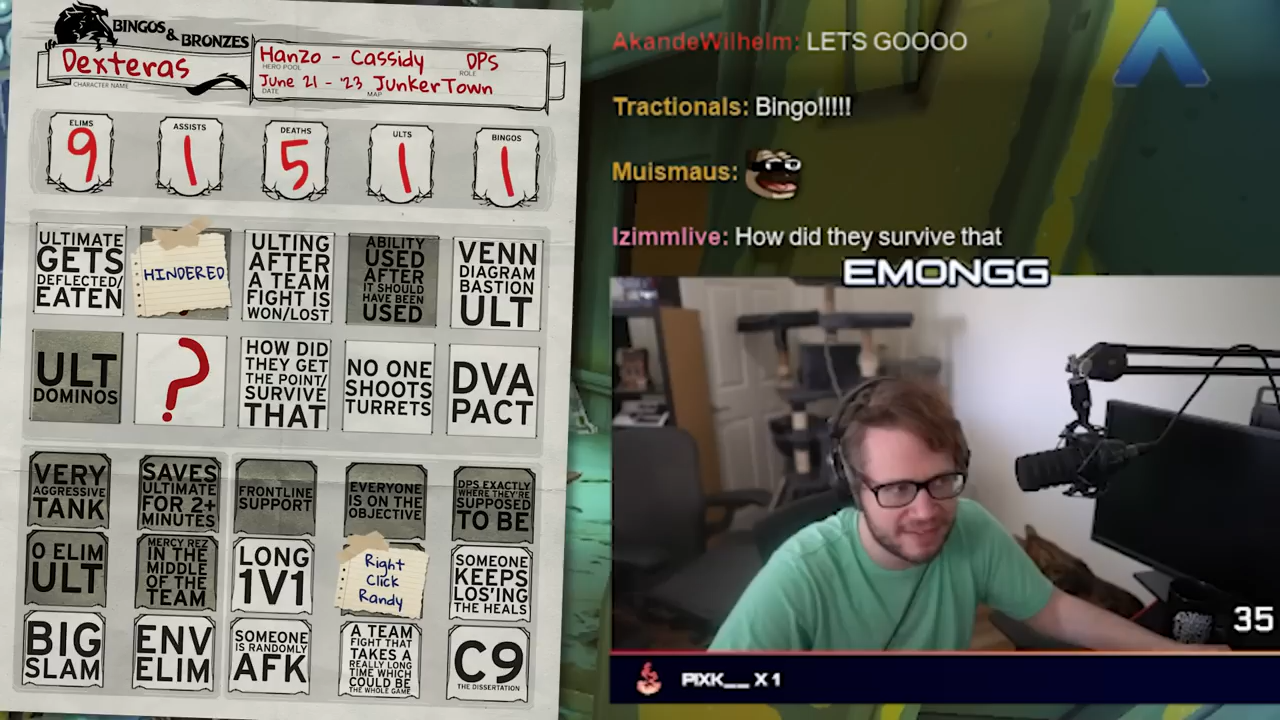 BINGOS & BRONZES
Dexteras
CHARACTER NAME
Hanzo - Cassidy DPS
HERO POOL ROLE
June 21 - '23 JunkerTown
DATE MAP
ELIMS ASSISTS DEATHS ULTS BINGOS
9 1 5 1 1
ULTIMATE
GETS
DEFLECTED/
EATEN
HINDERED
ULTING
AFTER
A TEAM
FIGHT IS
WON/LOST
ABILITY
USED
AFTER
IT SHOULD
HAVE BEEN
USED
VENN
DIAGRAM
BASTION
ULT
ULT
DOMINOS
?
HOW DID
THEY GET
THE POINT/
SURVIVE
THAT
NO ONE
SHOOTS
TURRETS
DVA
PACT
VERY
AGGRESSIVE
TANK
SAVES
ULTIMATE
FOR 2+
MINUTES
FRONTLINE
SUPPORT
EVERYONE
IS ON THE
OBJECTIVE
DPS EXACTLY
WHERE THEY'RE
SUPPOSED
TO BE
0 ELIM
ULT
MERCY REZ
IN THE
MIDDLE
OF THE
TEAM
LONG
1V1
Right
Click
Randy
SOMEONE
KEEPS
LOS'ING
THE HEALS
BIG
SLAM
ENV
ELIM
SOMEONE
IS RANDOMLY
AFK
A TEAM
FIGHT THAT
TAKES A
REALLY LONG
TIME WHICH
COULD BE
THE WHOLE GAME
C9
THE DISSERTATION
AkandeWilhelm: LETS GOOOO
Tractionals: Bingo!!!!!
Muismaus:
lzimmlive: How did they survive that
EMONGG
35
PIXK__ X 1